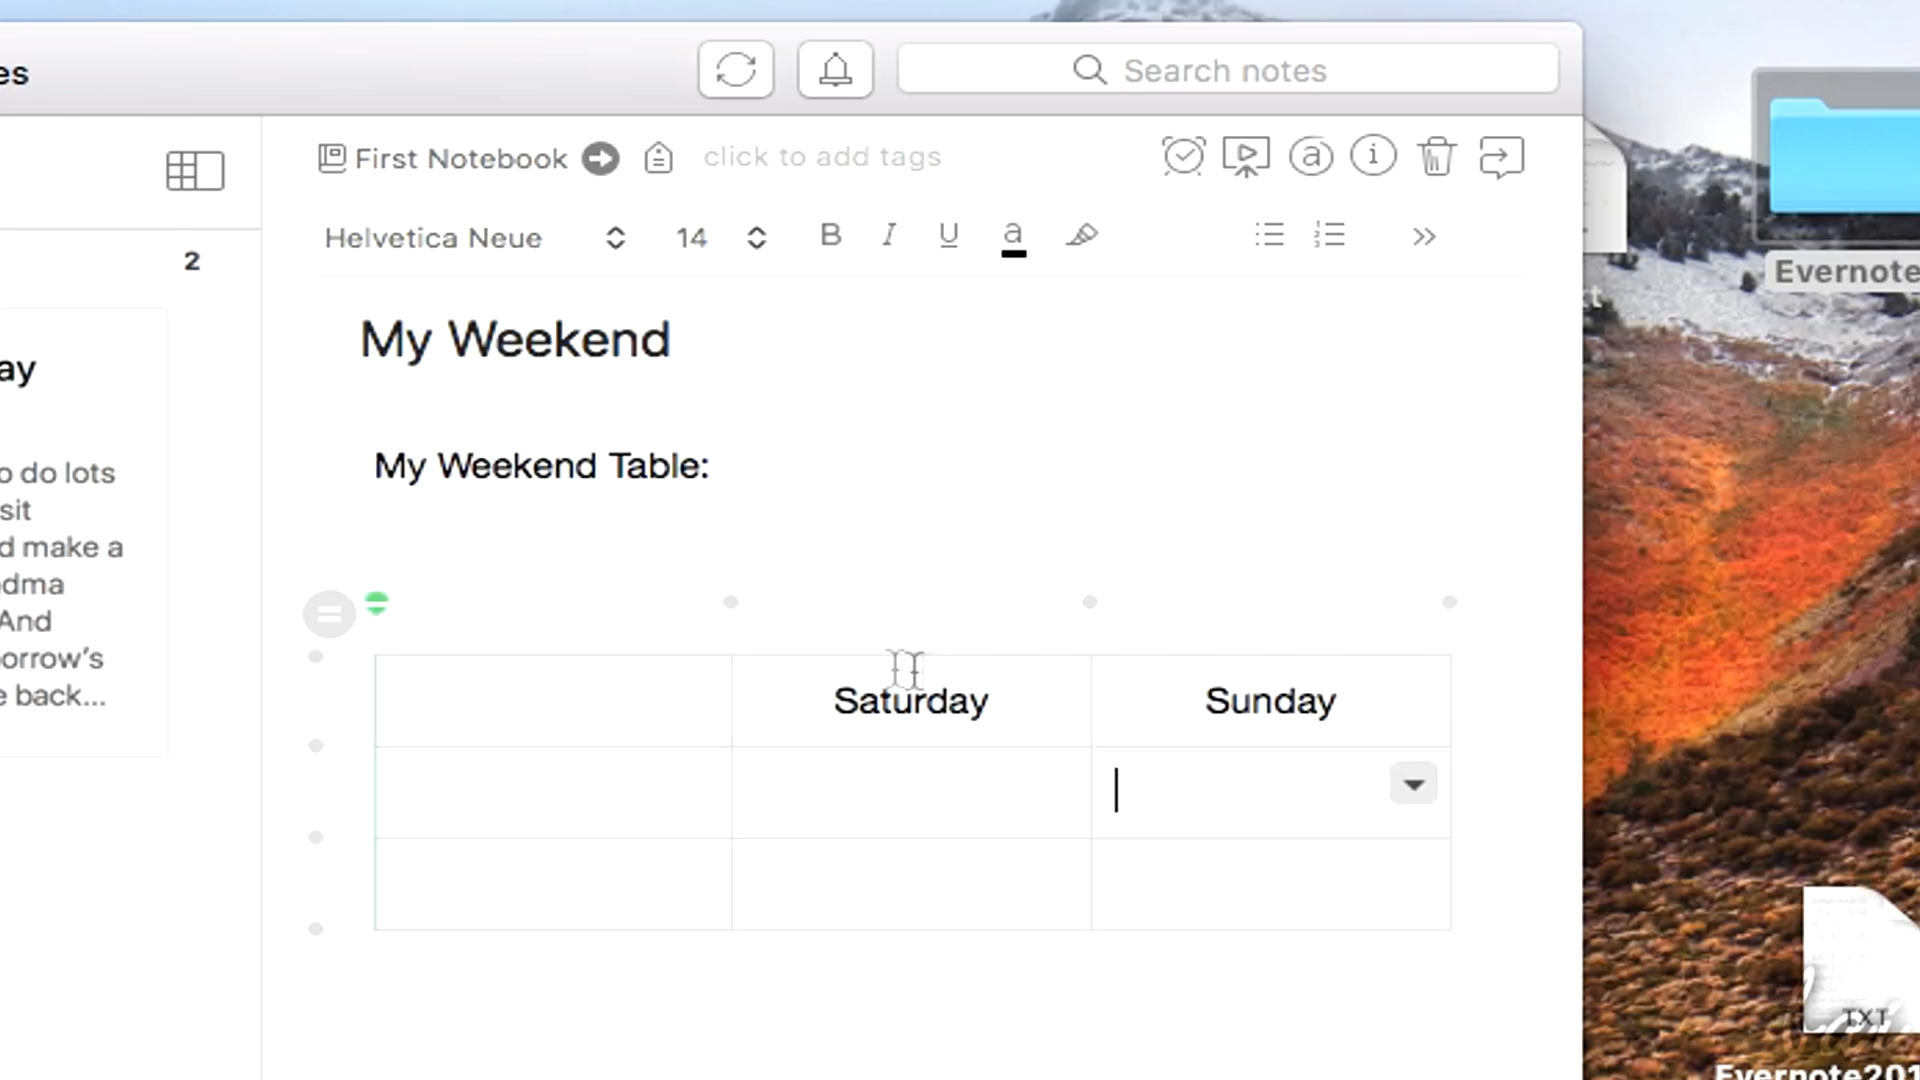 es
Search notes
First Notebook
click to add tags
Evernote
Helvetica Neue
14
B I U a
2
My Weekend
ay
My Weekend Table:
o do lots
sit
d make a
dma
And
orrow's
e back...
Saturday
Sunday
TXT
Evernote201